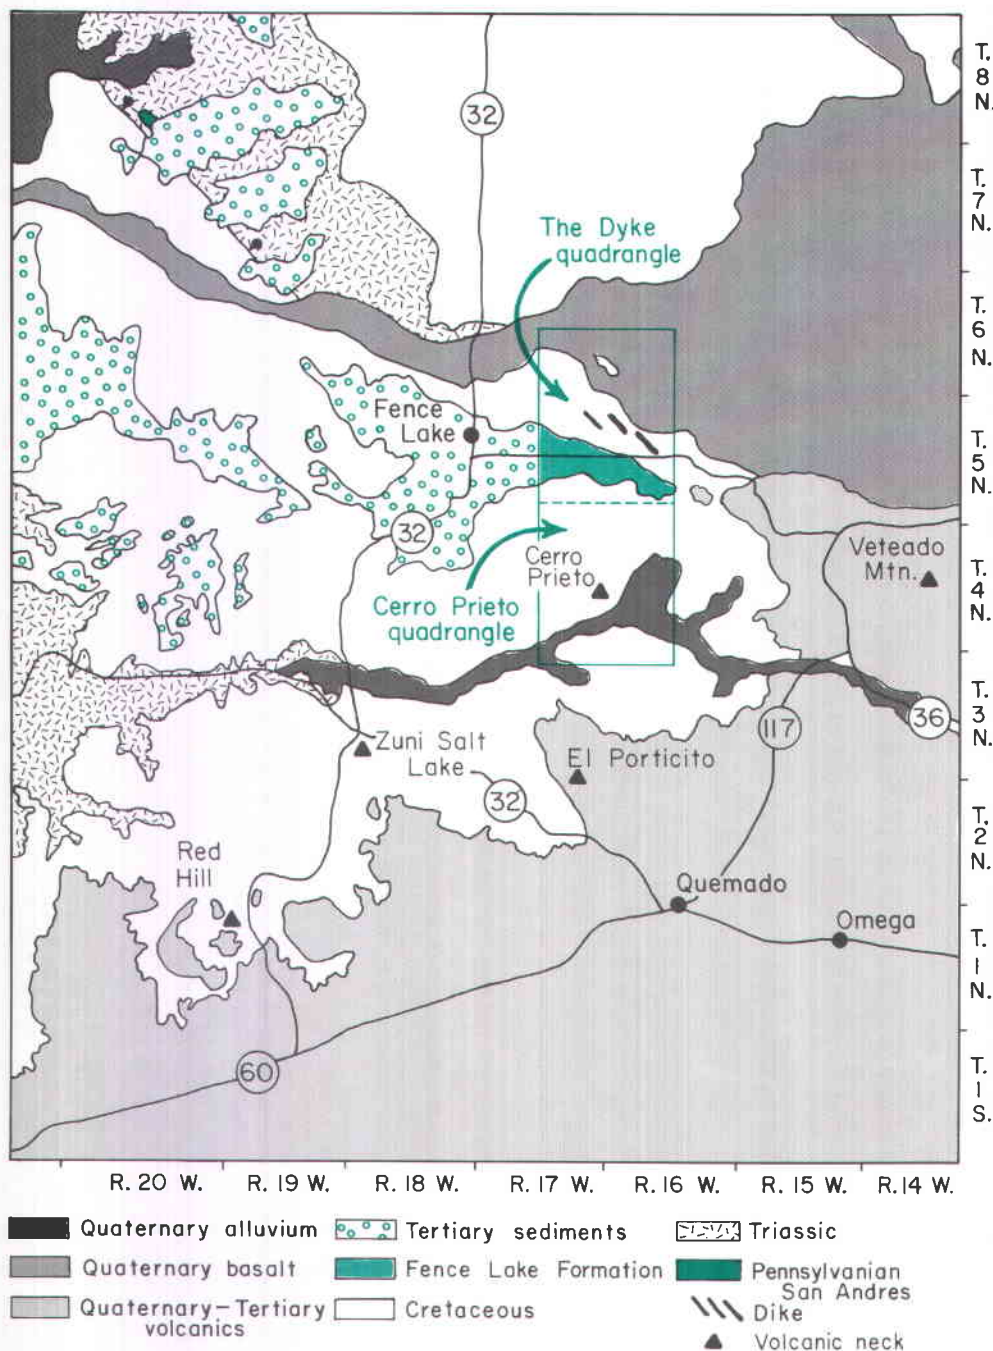 T.
8
N.
32
T.
7
N.
The Dyke
quadrangle
T.
6
N.
Fence
Lake
T.
5
N.
32
Cerro
Prieto
Veteado
Mtn.
T.
4
N.
Cerro Prieto
quadrangle
T.
3
N.
36
117
Zuni Salt
Lake
El Porticito
32
T.
2
N.
Red
Hill
Quemado
Omega
T.
1
N.
60
T.
1
S.
R. 20 W. R. 19 W. R. 18 W. R. 17 W. R. 16 W. R. 15 W. R. 14 W.
Quaternary alluvium Tertiary sediments Triassic
Quaternary basalt Fence Lake Formation Pennsylvanian
San Andres
Quaternary-Tertiary Cretaceous Dike
volcanics
Volcanic neck